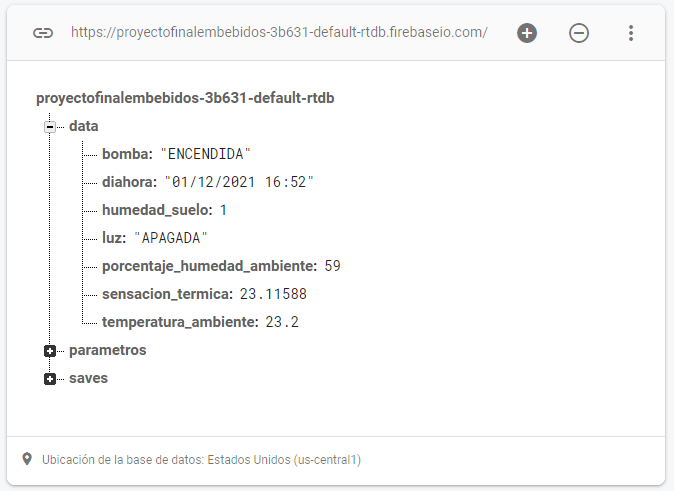 https://proyectofinalembebidos-3b631-default-rtdb.firebaseio.com/
proyectofinalembebidos-3b631-default-rtdb
data
bomba: "ENCENDIDA"
diahora: "01/12/2021 16:52"
humedad_suelo: 1
luz: "APAGADA"
porcentaje_humedad_ambiente: 59
sensacion_termica: 23.11588
temperatura_ambiente: 23.2
parametros
saves
Ubicación de la base de datos: Estados Unidos (us-central1)